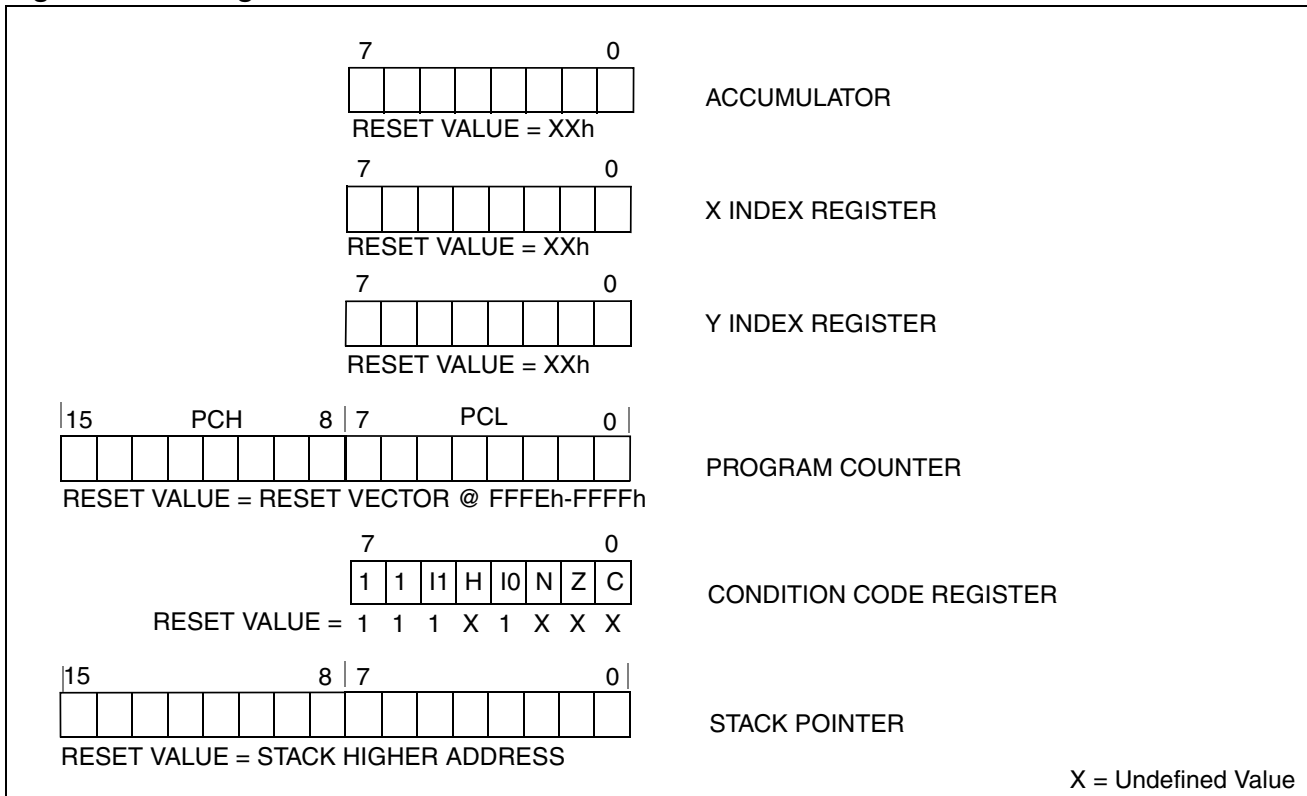 7 0
ACCUMULATOR
RESET VALUE = XXh
7 0
X INDEX REGISTER
RESET VALUE = XXh
7 0
Y INDEX REGISTER
RESET VALUE = XXh
15 PCH 8 7 PCL 0
PROGRAM COUNTER
RESET VALUE = RESET VECTOR @ FFFEh-FFFFh
7 0
1 1 I1 H I0 N Z C
CONDITION CODE REGISTER
RESET VALUE = 1 1 1 X 1 X X X
15 8 7 0
STACK POINTER
RESET VALUE = STACK HIGHER ADDRESS
X = Undefined Value